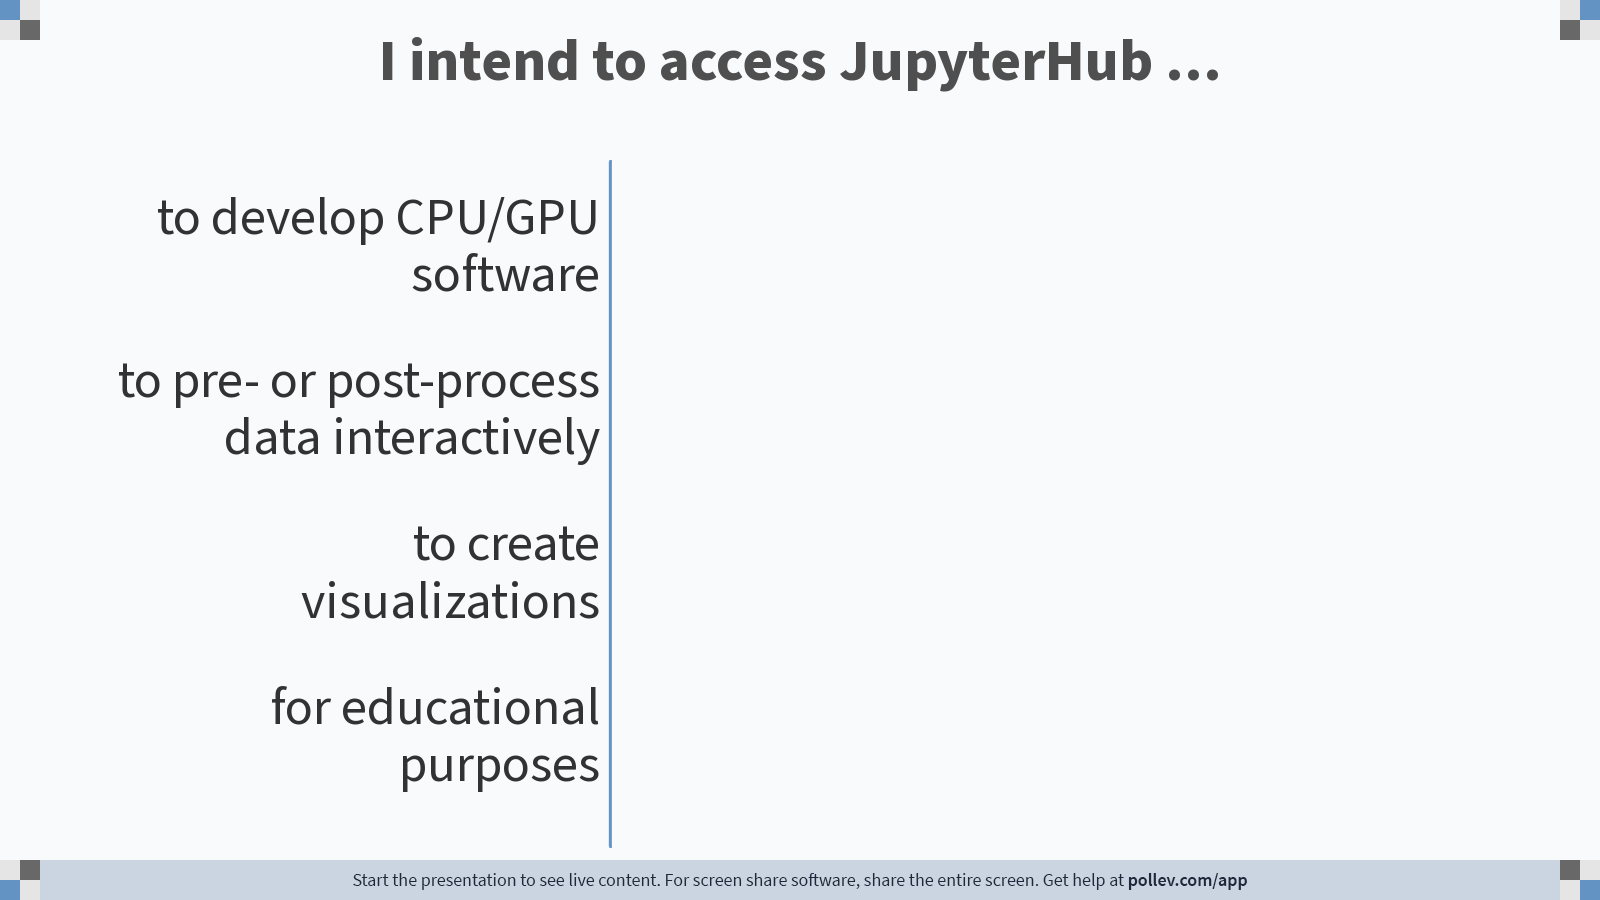 I intend to access JupyterHub ...
to develop CPU/GPU
software
to pre- or post-process
data interactively
to create
visualizations
for educational
purposes
Start the presentation to see live content. For screen share software, share the entire screen. Get help at pollev.com/app